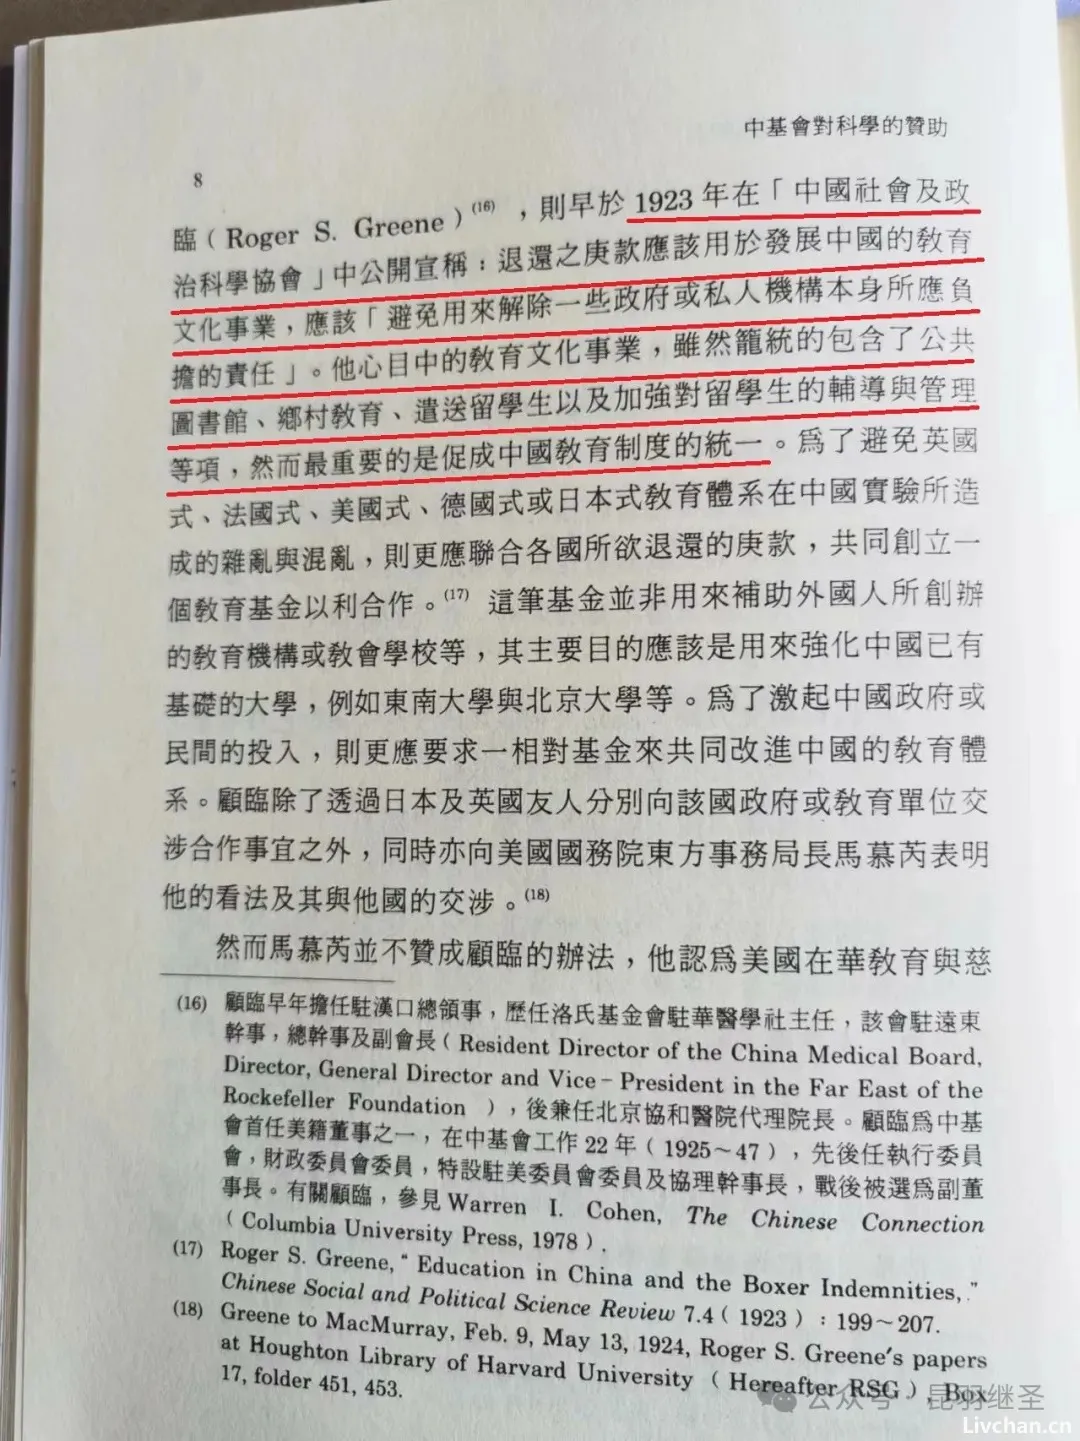 中基會對科學的贊助
8
臨（Roger S. Greene）(16)，則早於 1923 年在「中國社會及政
治科學協會」中公開宣稱：退還之庚款應該用於發展中國的教育
文化事業，應該「避免用來解除一些政府或私人機構本身所應負
擔的責任」。他心目中的教育文化事業，雖然籠統的包含了公共
圖書館、鄉村教育、遣送留學生以及加強對留學生的輔導與管理
等項，然而最重要的是促成中國教育制度的統一。爲了避免英國
式、法國式、美國式、德國式或日本式教育體系在中國實驗所造
成的雜亂與混亂，則更應聯合各國所欲退還的庚款，共同創立一
個教育基金以利合作。(17) 這筆基金並非用來補助外國人所創辦
的教育機構或教會學校等，其主要目的應該是用來強化中國已有
基礎的大學，例如東南大學與北京大學等。爲了激起中國政府或
民間的投入，則更應要求一相對基金來共同改進中國的教育體
系。顧臨除了透過日本及英國友人分別向該國政府或教育單位交
涉合作事宜之外，同時亦向美國國務院東方事務局長馬慕芮表明
他的看法及其與他國的交涉。(18)
然而馬慕芮並不贊成顧臨的辦法，他認爲美國在華教育與慈
(16) 顧臨早年擔任駐漢口總領事，歷任洛氏基金會駐華醫學社主任，該會駐遠東
幹事，總幹事及副會長（Resident Director of the China Medical Board,
Director, General Director and Vice-President in the Far East of the
Rockefeller Foundation ），後兼任北京協和醫院代理院長。顧臨爲中基
會首任美籍董事之一，在中基會工作 22 年（1925～47），先後任執行委員
會，財政委員會委員，特設駐美委員會委員及協理幹事長，戰後被選爲副董
事長。有關顧臨，參見 Warren I. Cohen, The Chinese Connection
（Columbia University Press, 1978）.
(17) Roger S. Greene, "Education in China and the Boxer Indemnities,"
Chinese Social and Political Science Review 7.4（1923）：199～207.
(18) Greene to MacMurray, Feb. 9, May 13, 1924, Roger S. Greene's papers
at Houghton Library of Harvard University （Hereafter RSG）, Box
17, folder 451, 453.
公众号·昆羽继圣
Livchan.cn